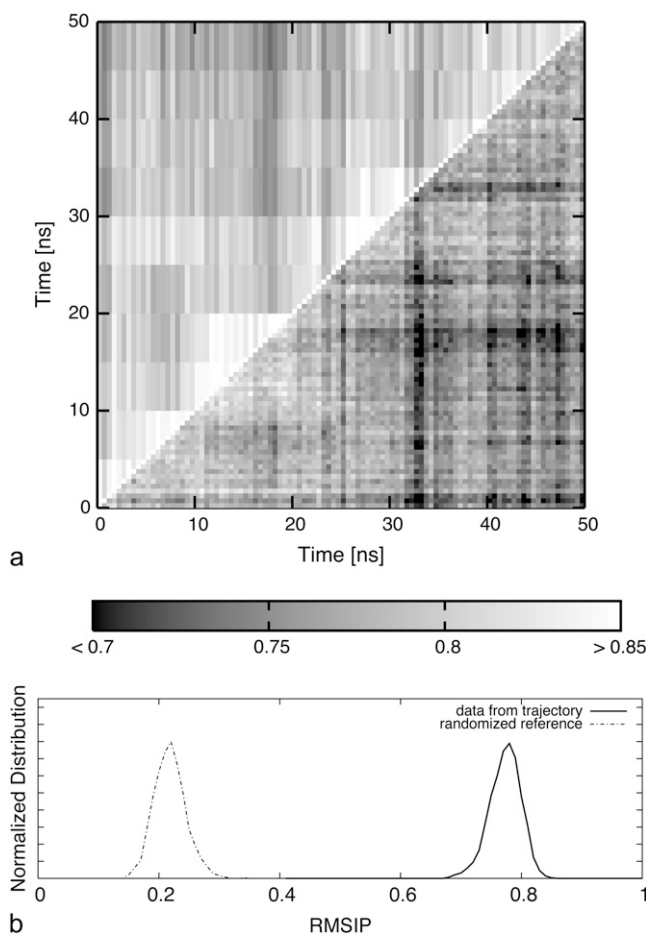 50
40
30
20
10
0
Time [ns]
0 10 20 30 40 50
Time [ns]
a
< 0.7 0.75 0.8 > 0.85
Normalized Distribution
data from trajectory
randomized reference
0 0.2 0.4 0.6 0.8 1
RMSIP
b